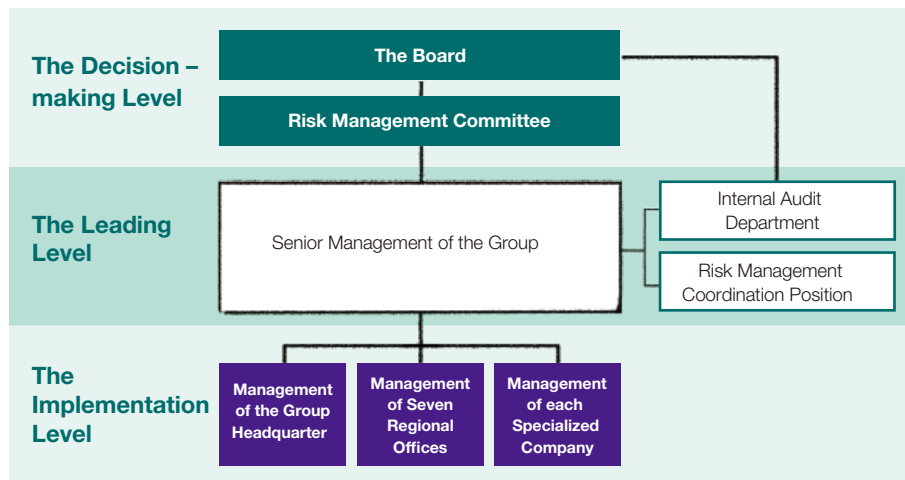 The Decision –
making Level
The Board
Risk Management Committee
The Leading
Level
Senior Management of the Group
Internal Audit
Department
Risk Management
Coordination Position
The
Implementation
Level
Management
of the Group
Headquarter
Management
of Seven
Regional
Offices
Management
of each
Specialized
Company